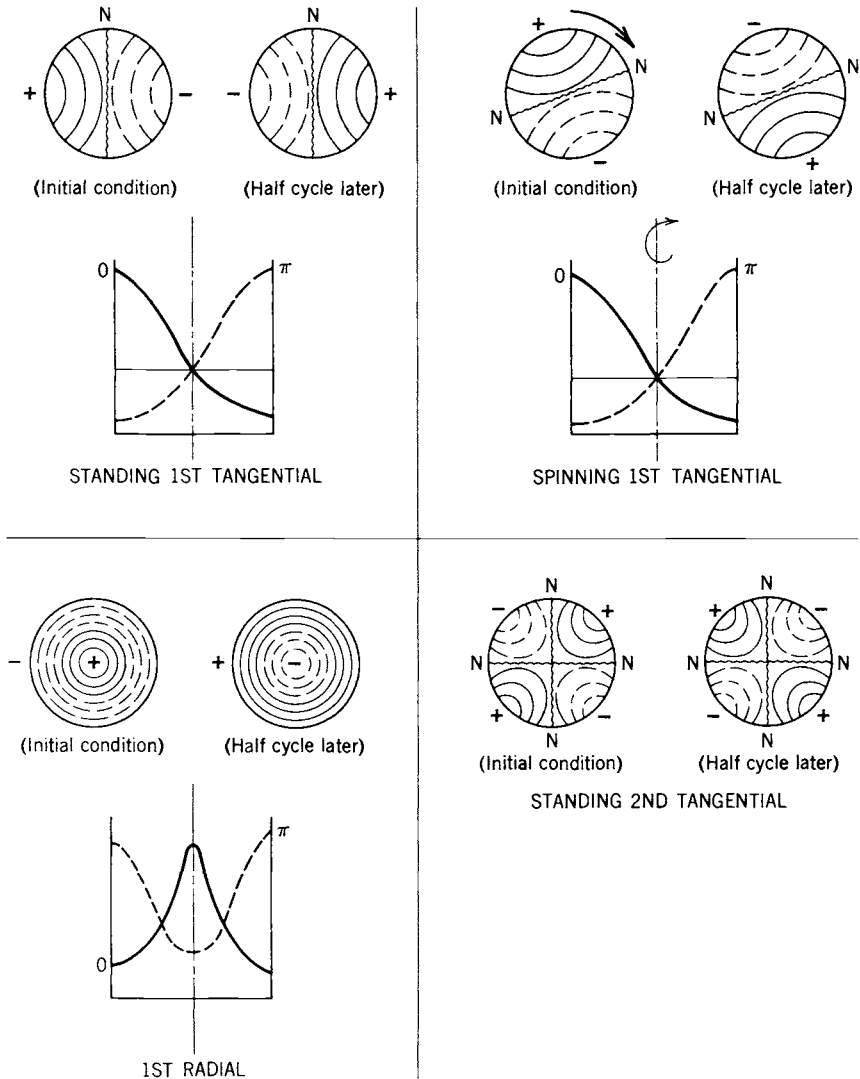 N
+ -
N
- +
(Initial condition) (Half cycle later)
0 π
STANDING 1ST TANGENTIAL
+
N
N
-
-
N
N
+
(Initial condition) (Half cycle later)
0 π
SPINNING 1ST TANGENTIAL
- +
+ -
(Initial condition) (Half cycle later)
π
0
1ST RADIAL
N
- +
N N
+ -
N
N
+ -
N
- +
N
(Initial condition) (Half cycle later)
STANDING 2ND TANGENTIAL